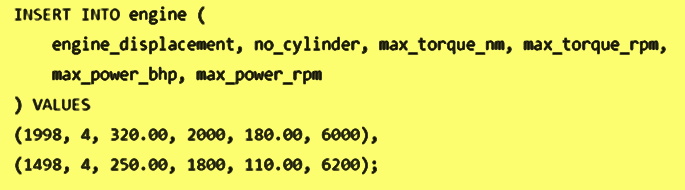 INSERT INTO engine (
    engine_displacement, no_cylinder, max_torque_nm, max_torque_rpm,
    max_power_bhp, max_power_rpm
) VALUES
(1998, 4, 320.00, 2000, 180.00, 6000),
(1498, 4, 250.00, 1800, 110.00, 6200);